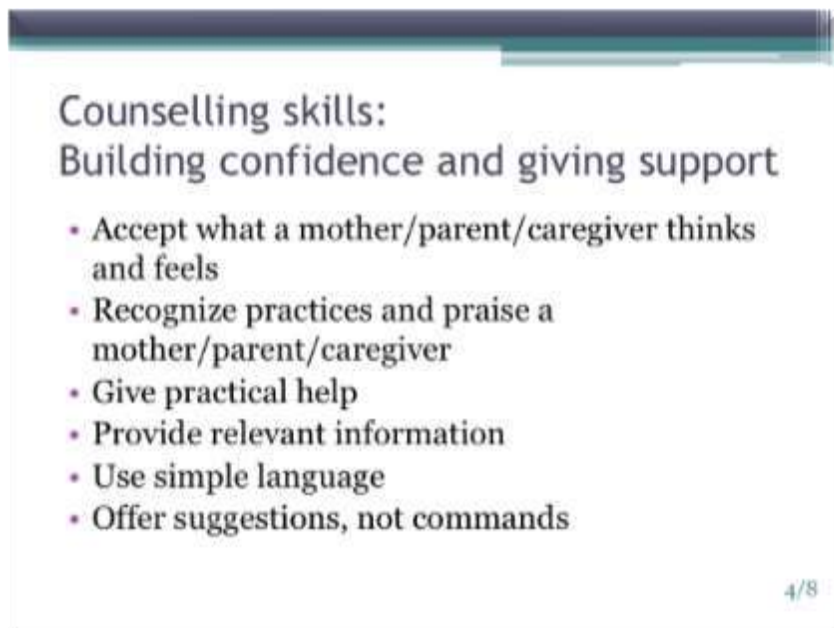 Counselling skills:
Building confidence and giving support
• Accept what a mother/parent/caregiver thinks
and feels
• Recognize practices and praise a
mother/parent/caregiver
• Give practical help
• Provide relevant information
• Use simple language
• Offer suggestions, not commands
4/8